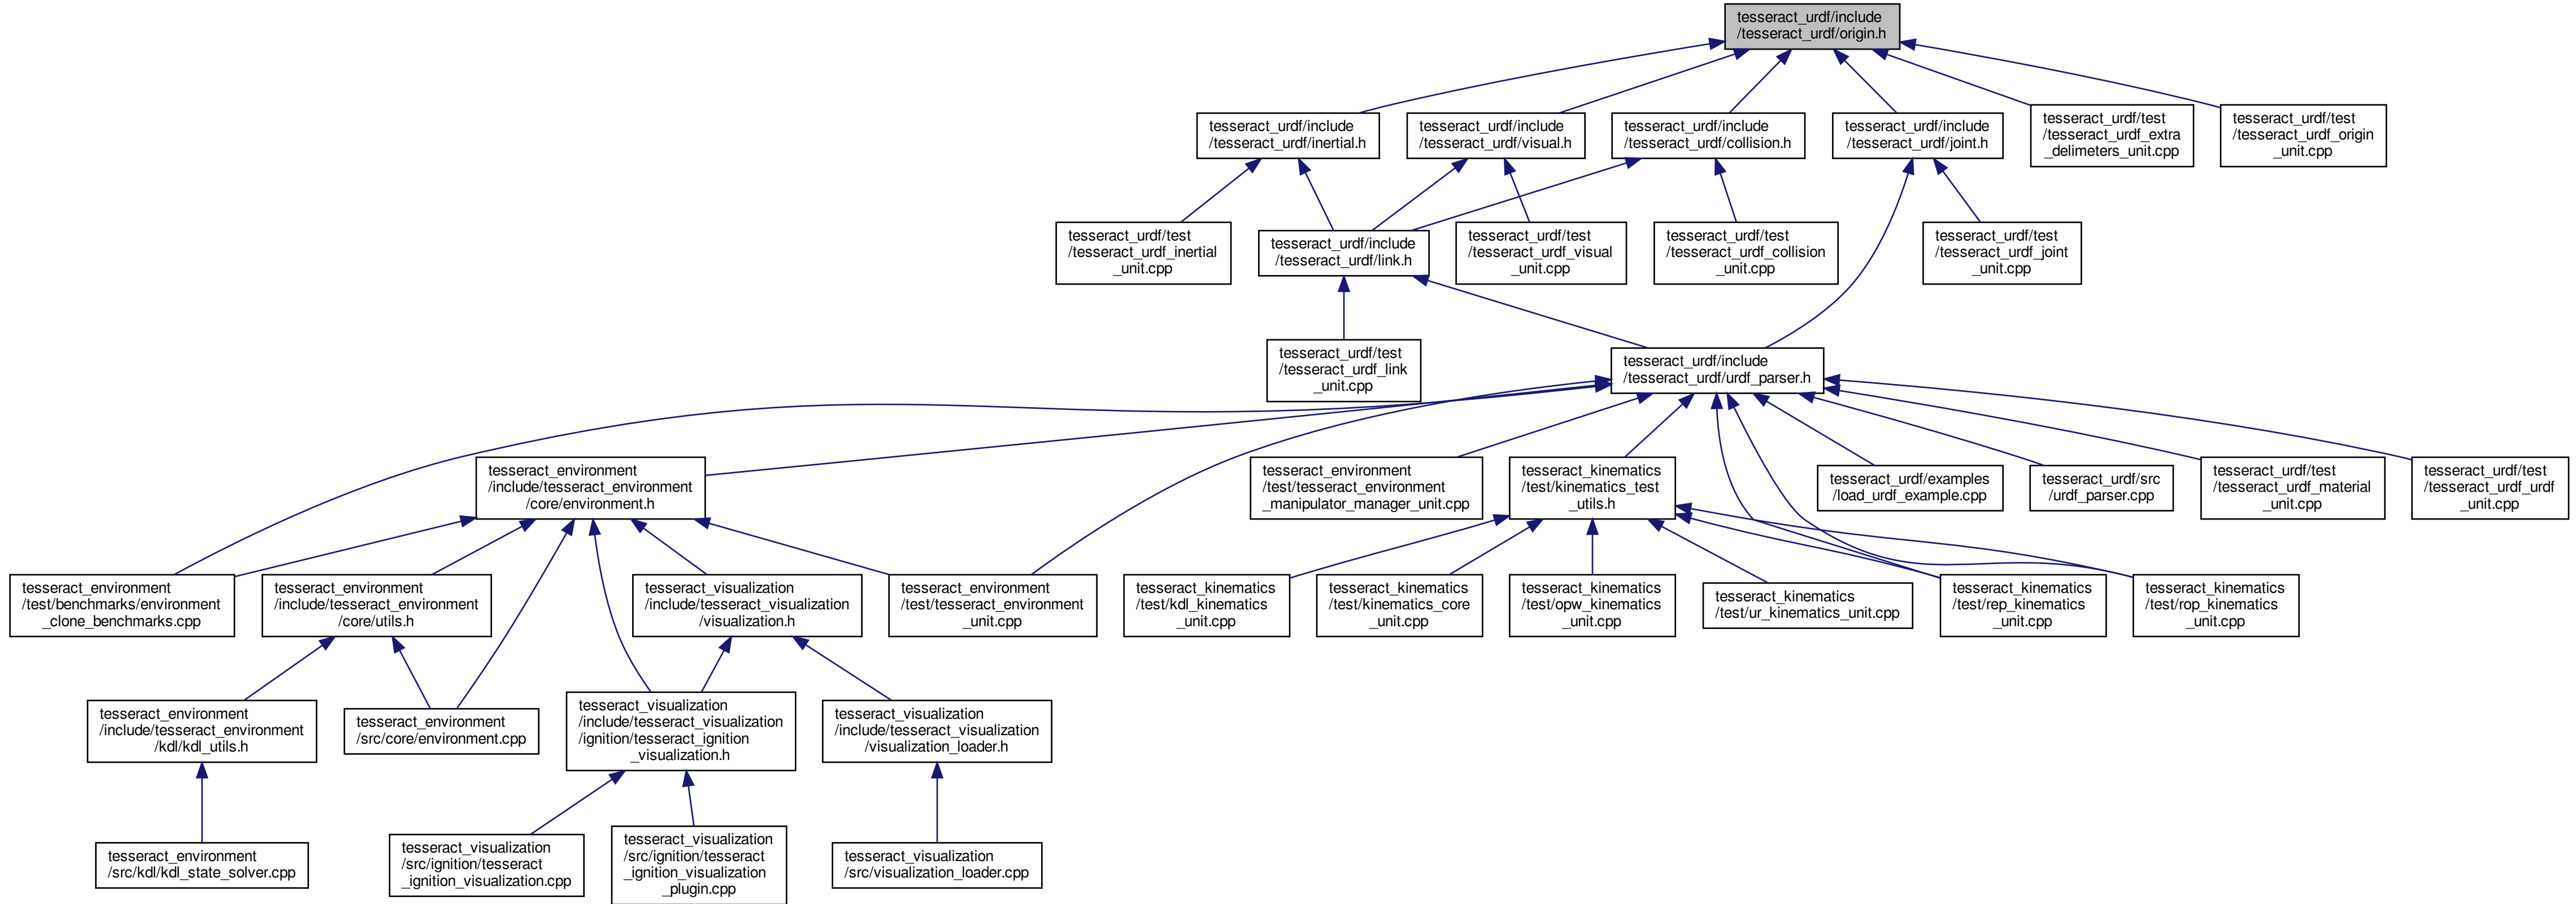 tesseract_urdf/include
/tesseract_urdf/origin.h
tesseract_urdf/include
/tesseract_urdf/inertial.h
tesseract_urdf/include
/tesseract_urdf/visual.h
tesseract_urdf/include
/tesseract_urdf/collision.h
tesseract_urdf/include
/tesseract_urdf/joint.h
tesseract_urdf/test
/tesseract_urdf_extra
_delimeters_unit.cpp
tesseract_urdf/test
/tesseract_urdf_origin
_unit.cpp
tesseract_urdf/test
/tesseract_urdf_inertial
_unit.cpp
tesseract_urdf/include
/tesseract_urdf/link.h
tesseract_urdf/test
/tesseract_urdf_visual
_unit.cpp
tesseract_urdf/test
/tesseract_urdf_collision
_unit.cpp
tesseract_urdf/test
/tesseract_urdf_joint
_unit.cpp
tesseract_urdf/test
/tesseract_urdf_link
_unit.cpp
tesseract_urdf/include
/tesseract_urdf/urdf_parser.h
tesseract_environment
/include/tesseract_environment
/core/environment.h
tesseract_environment
/test/tesseract_environment
_manipulator_manager_unit.cpp
tesseract_kinematics
/test/kinematics_test
_utils.h
tesseract_urdf/examples
/load_urdf_example.cpp
tesseract_urdf/src
/urdf_parser.cpp
tesseract_urdf/test
/tesseract_urdf_material
_unit.cpp
tesseract_urdf/test
/tesseract_urdf_urdf
_unit.cpp
tesseract_environment
/test/benchmarks/environment
_clone_benchmarks.cpp
tesseract_environment
/include/tesseract_environment
/core/utils.h
tesseract_visualization
/include/tesseract_visualization
/visualization.h
tesseract_environment
/test/tesseract_environment
_unit.cpp
tesseract_kinematics
/test/kdl_kinematics
_unit.cpp
tesseract_kinematics
/test/kinematics_core
_unit.cpp
tesseract_kinematics
/test/opw_kinematics
_unit.cpp
tesseract_kinematics
/test/ur_kinematics_unit.cpp
tesseract_kinematics
/test/rep_kinematics
_unit.cpp
tesseract_kinematics
/test/rop_kinematics
_unit.cpp
tesseract_environment
/include/tesseract_environment
/kdl/kdl_utils.h
tesseract_environment
/src/core/environment.cpp
tesseract_visualization
/include/tesseract_visualization
/ignition/tesseract_ignition
_visualization.h
tesseract_visualization
/include/tesseract_visualization
/visualization_loader.h
tesseract_environment
/src/kdl/kdl_state_solver.cpp
tesseract_visualization
/src/ignition/tesseract
_ignition_visualization.cpp
tesseract_visualization
/src/ignition/tesseract
_ignition_visualization
_plugin.cpp
tesseract_visualization
/src/visualization_loader.cpp